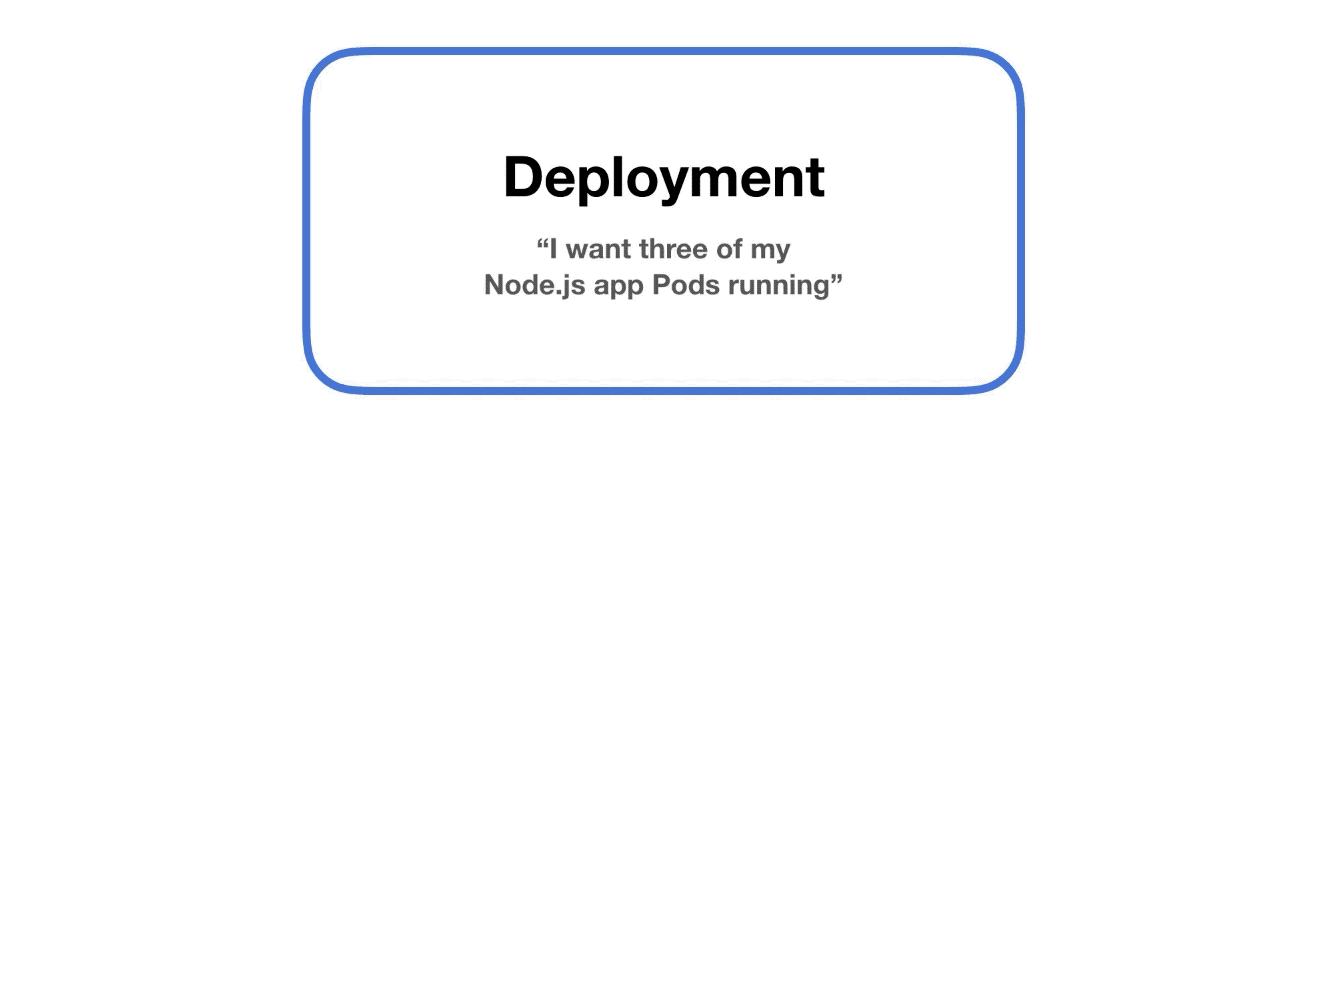 Deployment
“I want three of my
Node.js app Pods running”